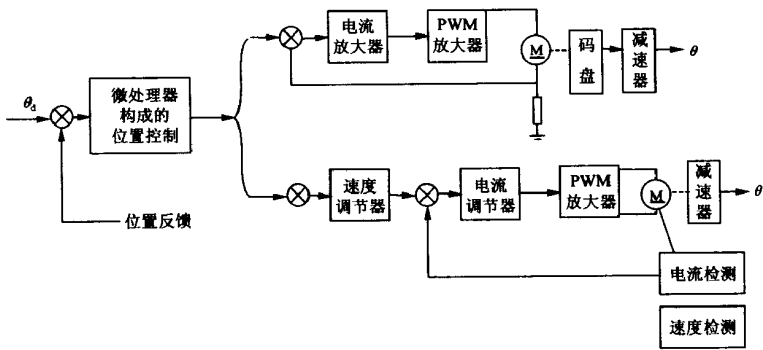 θd
微处理器
构成的
位置控制
位置反馈
电流
放大器
PWM
放大器
M
码
盘
减
速
器
θ
速度
调节器
电流
调节器
PWM
放大器
M
减
速
器
θ
电流检测
速度检测